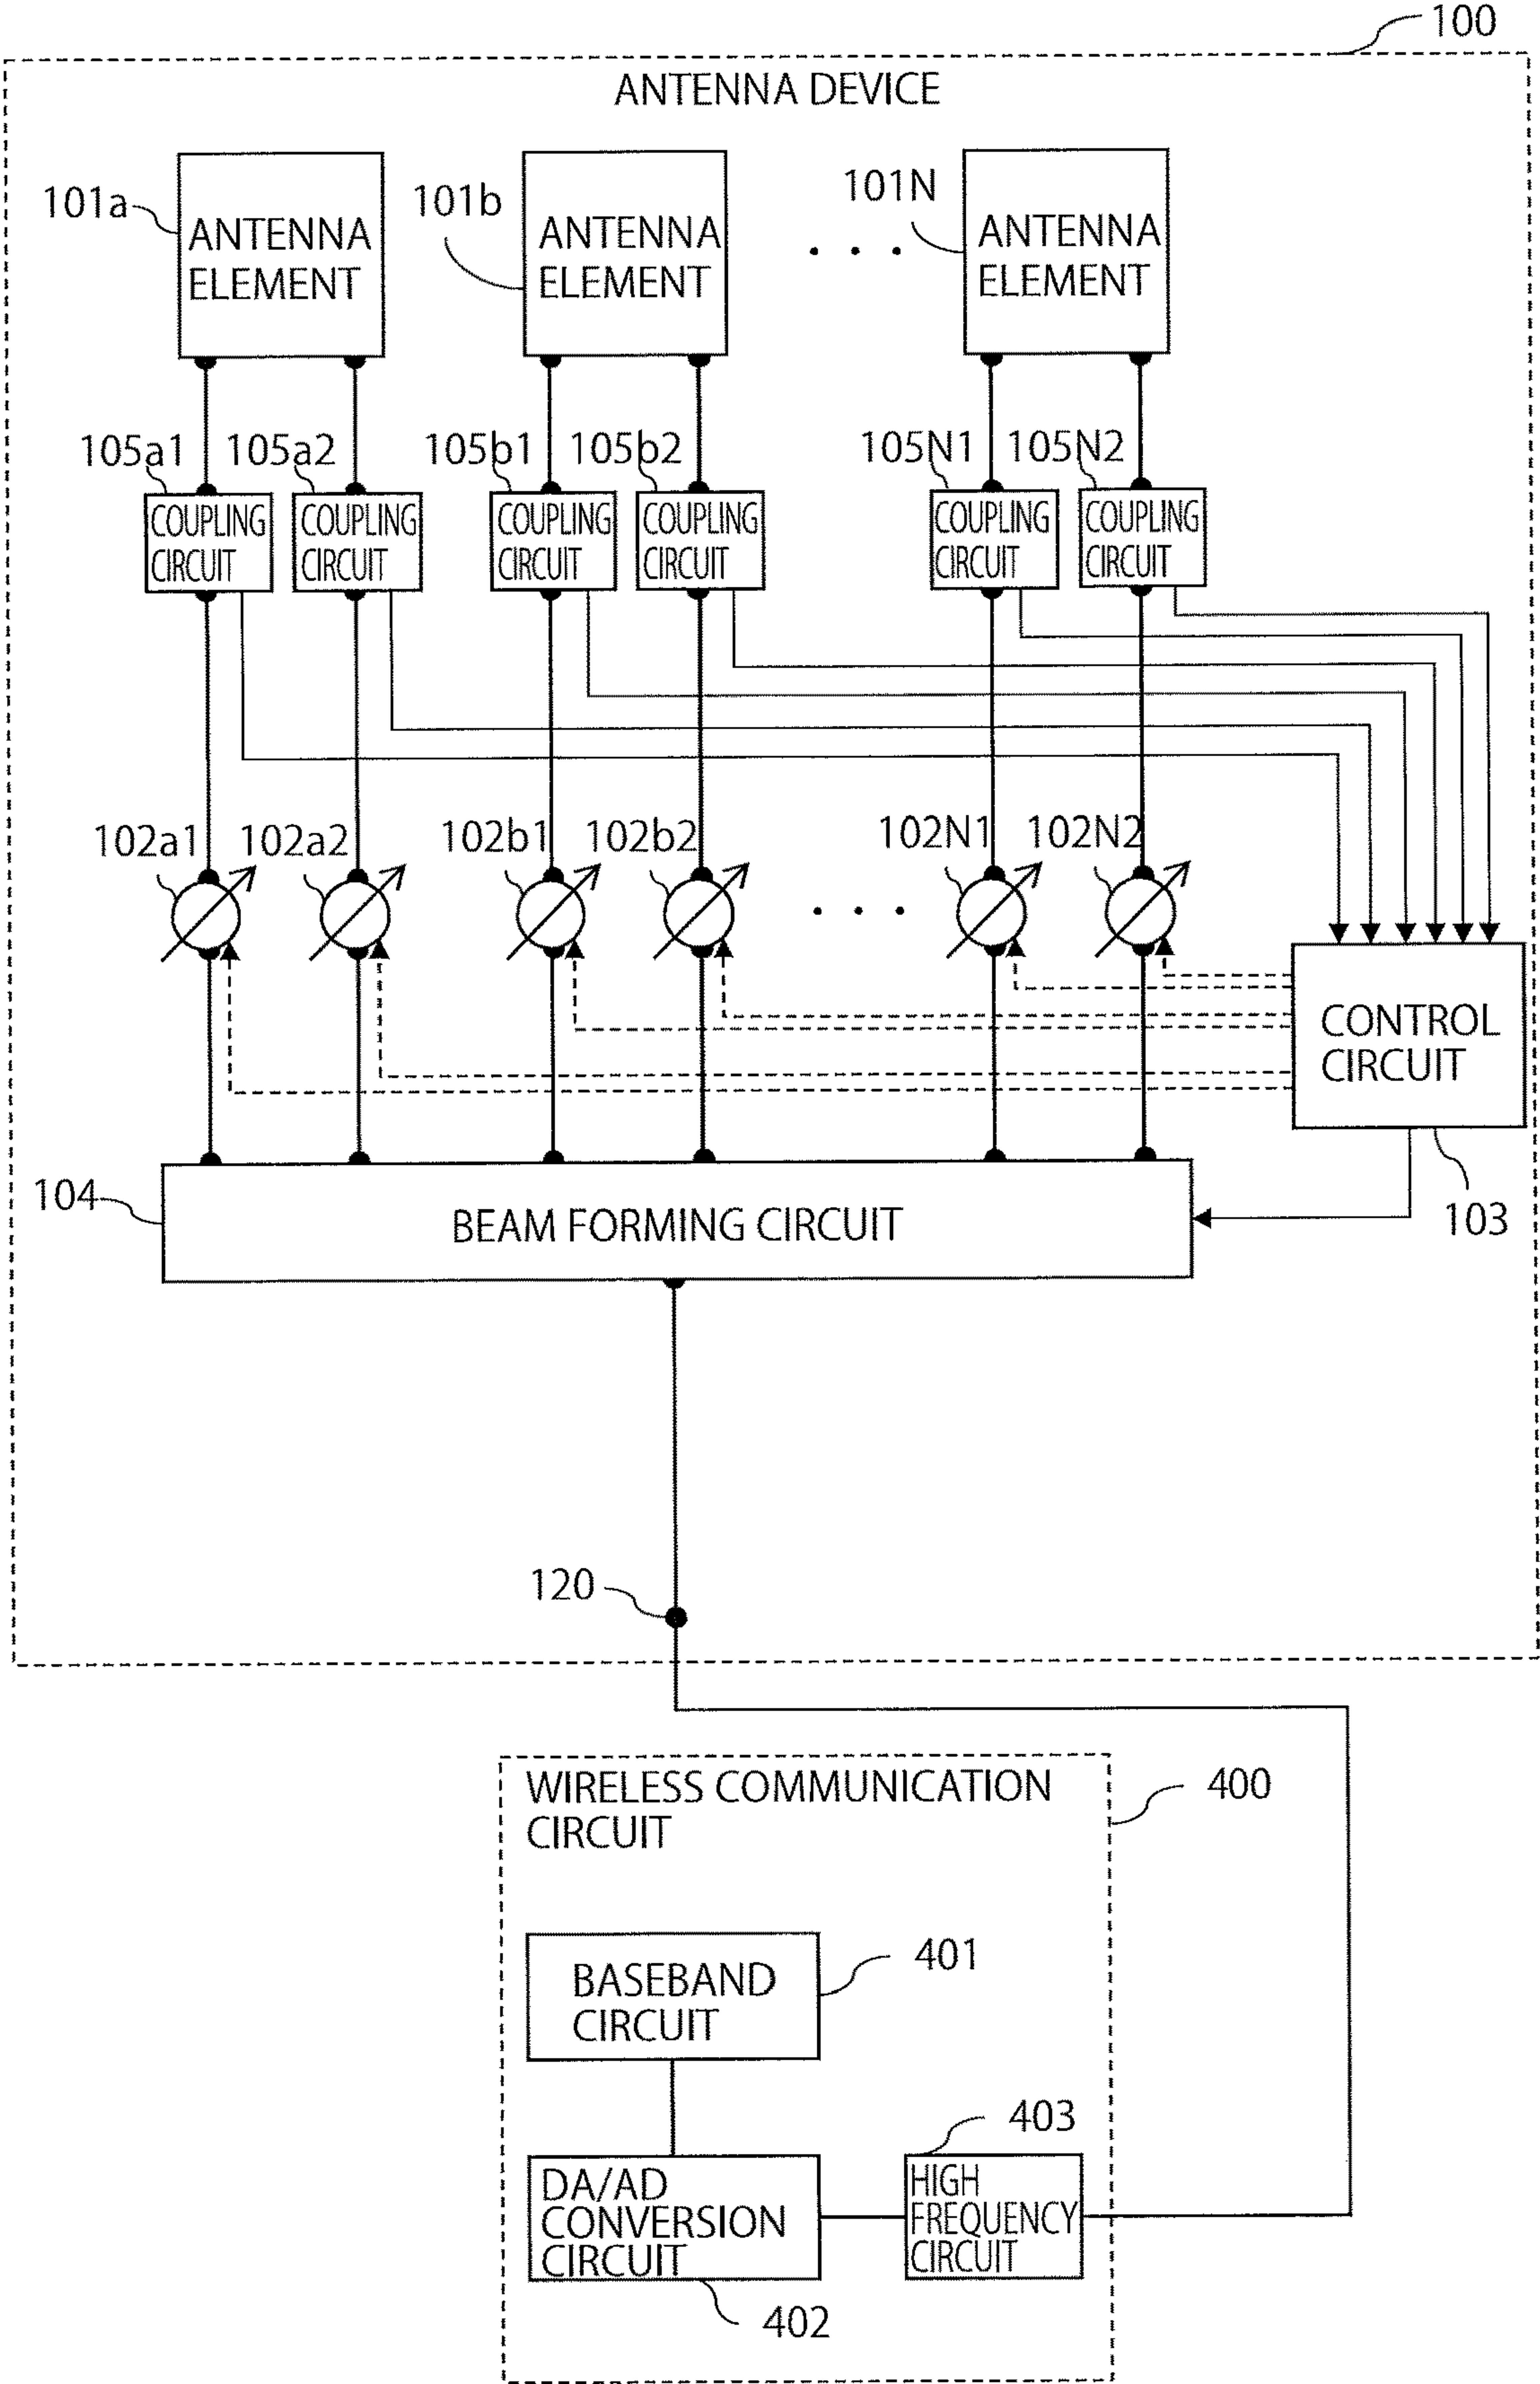 100
ANTENNA DEVICE
101a
ANTENNA
ELEMENT
101b
ANTENNA
ELEMENT
. . .
101N
ANTENNA
ELEMENT
105a1
105a2
105b1
105b2
105N1
105N2
COUPLING
CIRCUIT
COUPLING
CIRCUIT
COUPLING
CIRCUIT
COUPLING
CIRCUIT
COUPLING
CIRCUIT
COUPLING
CIRCUIT
102a1
102a2
102b1
102b2
102N1
102N2
. . .
CONTROL
CIRCUIT
103
104
BEAM FORMING CIRCUIT
120
WIRELESS COMMUNICATION
CIRCUIT
400
BASEBAND
CIRCUIT
401
DA/AD
CONVERSION
CIRCUIT
402
403
HIGH
FREQUENCY
CIRCUIT